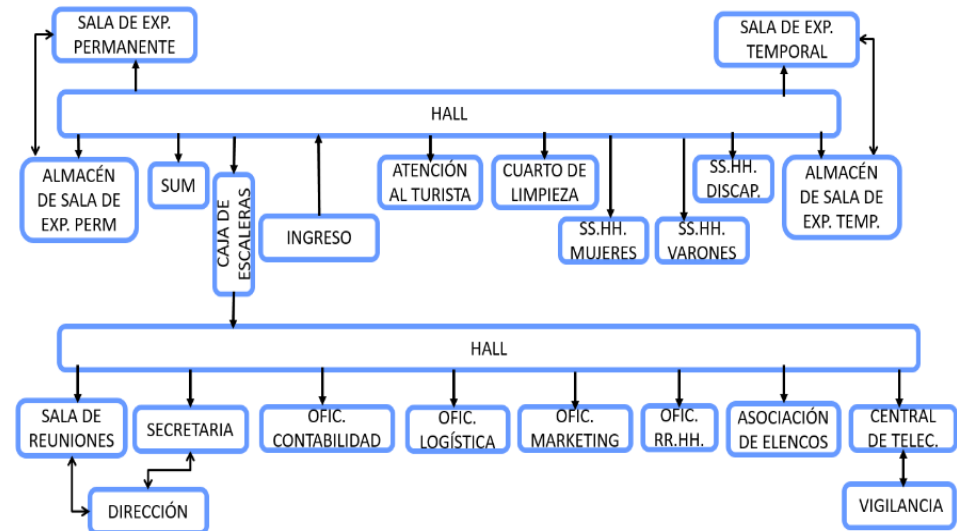 SALA DE EXP.
PERMANENTE
SALA DE EXP.
TEMPORAL
HALL
ALMACÉN
DE SALA DE
EXP. PERM
SUM
CAJA DE
ESCALERAS
INGRESO
ATENCIÓN
AL TURISTA
CUARTO DE
LIMPIEZA
SS.HH.
MUJERES
SS.HH.
VARONES
SS.HH.
DISCAP.
ALMACÉN
DE SALA DE
EXP. TEMP.
HALL
SALA DE
REUNIONES
SECRETARIA
OFIC.
CONTABILIDAD
OFIC.
LOGÍSTICA
OFIC.
MARKETING
OFIC.
RR.HH.
ASOCIACIÓN
DE ELENCOS
CENTRAL
DE TELEC.
DIRECCIÓN
VIGILANCIA